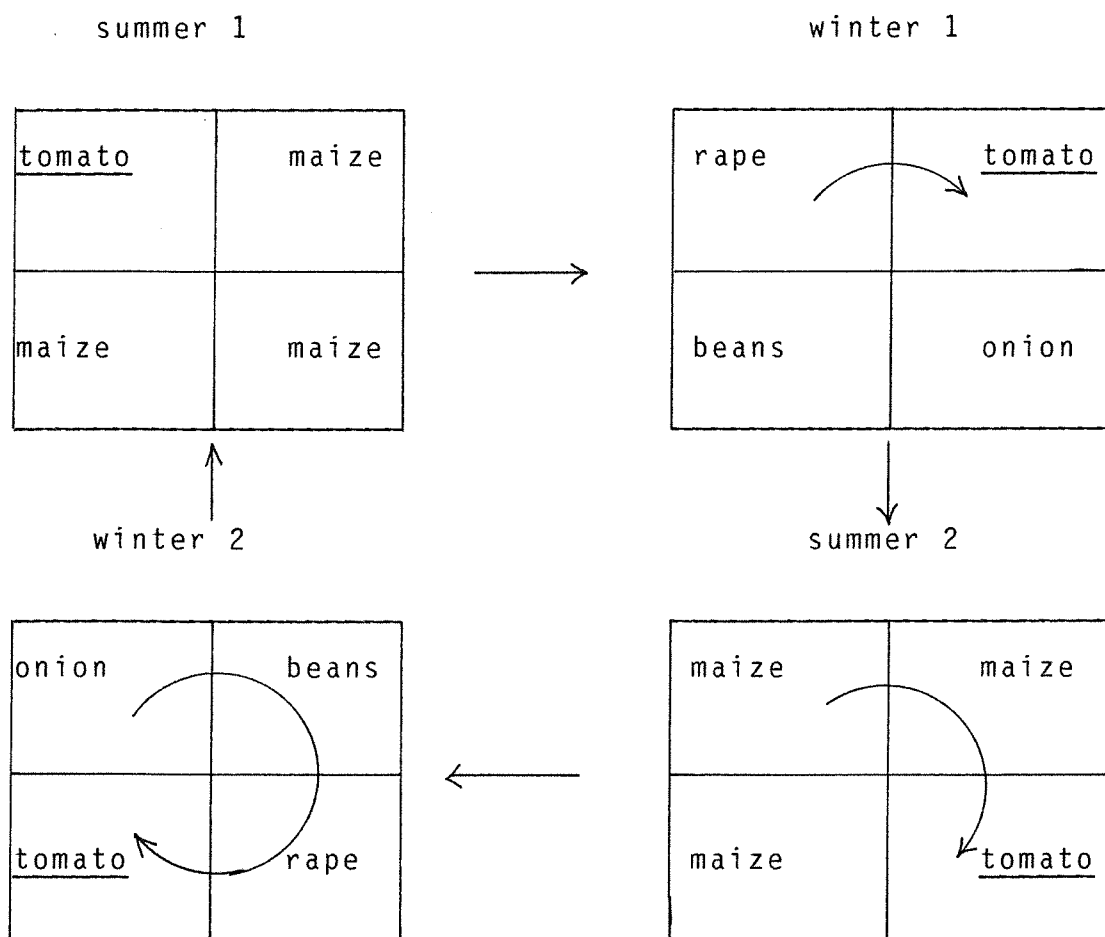 summer 1
winter 1
tomato maize
rape tomato
maize maize
beans onion
winter 2
summer 2
onion beans
maize maize
tomato rape
maize tomato